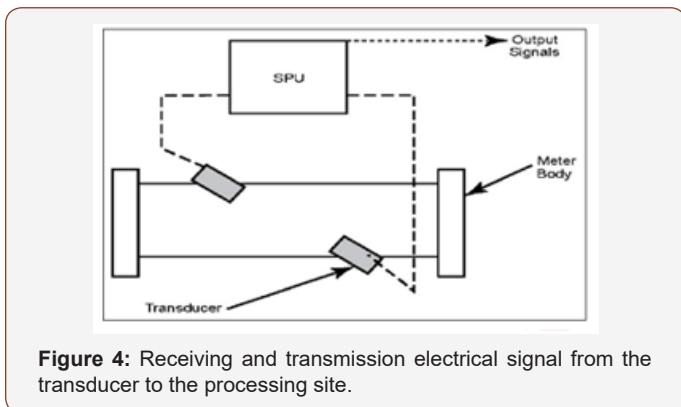 Output
Signals
SPU
Meter
Body
Transducer
Figure 4: Receiving and transmission electrical signal from the
transducer to the processing site.